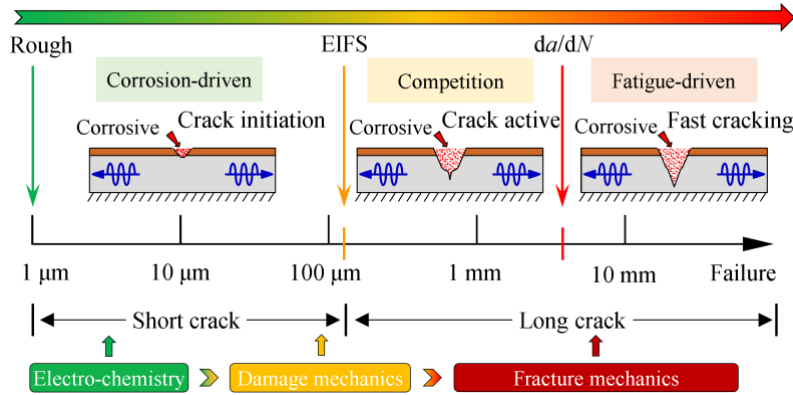 Rough EIFS da/dN
Corrosion-driven Competition Fatigue-driven
Corrosive Crack initiation Corrosive Crack active Corrosive Fast cracking
1 μm 10 μm 100 μm 1 mm 10 mm Failure
Short crack Long crack
Electro-chemistry Damage mechanics Fracture mechanics